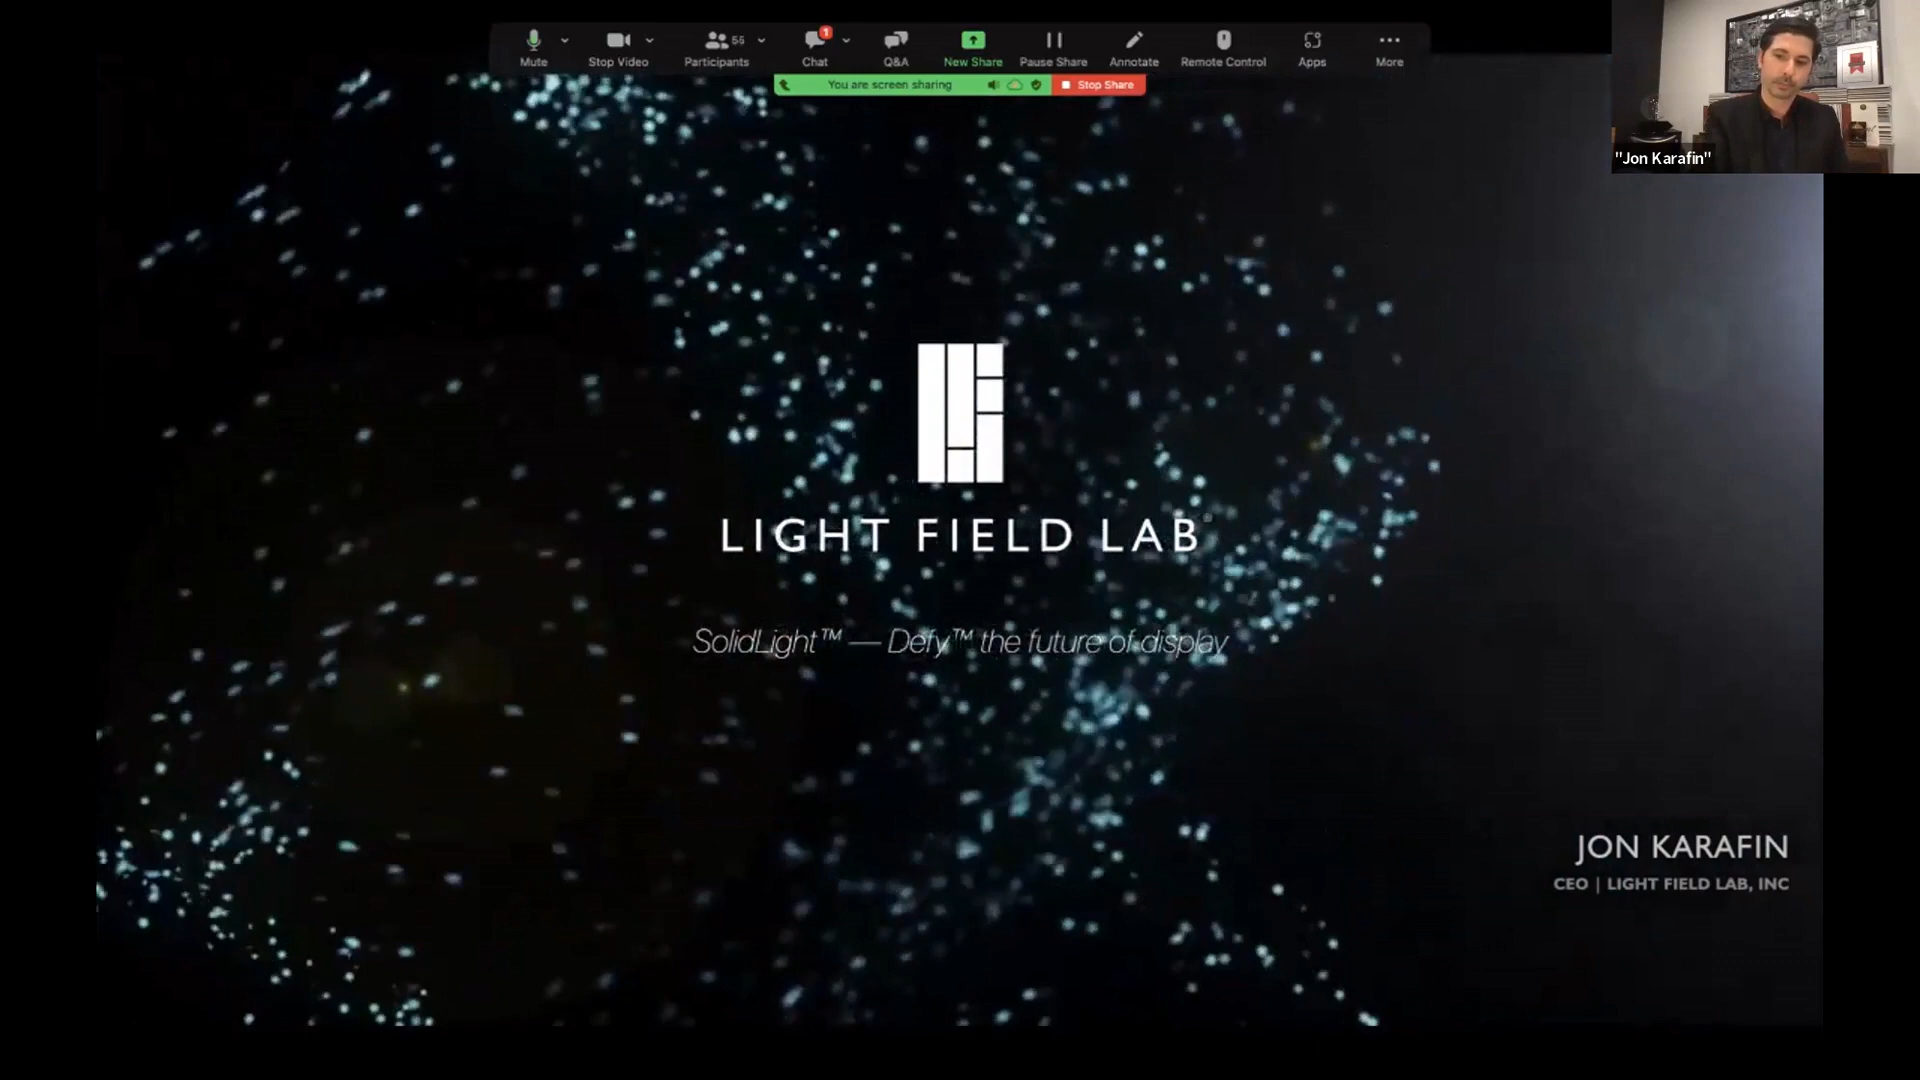 Mute
Stop Video
55
Participants
1
Chat
Q&A
New Share
Pause Share
Annotate
Remote Control
Apps
More
You are screen sharing
Stop Share
"Jon Karafin"
LIGHT FIELD LAB
SolidLight™ — Defy™ the future of display
JON KARAFIN
CEO | LIGHT FIELD LAB, INC